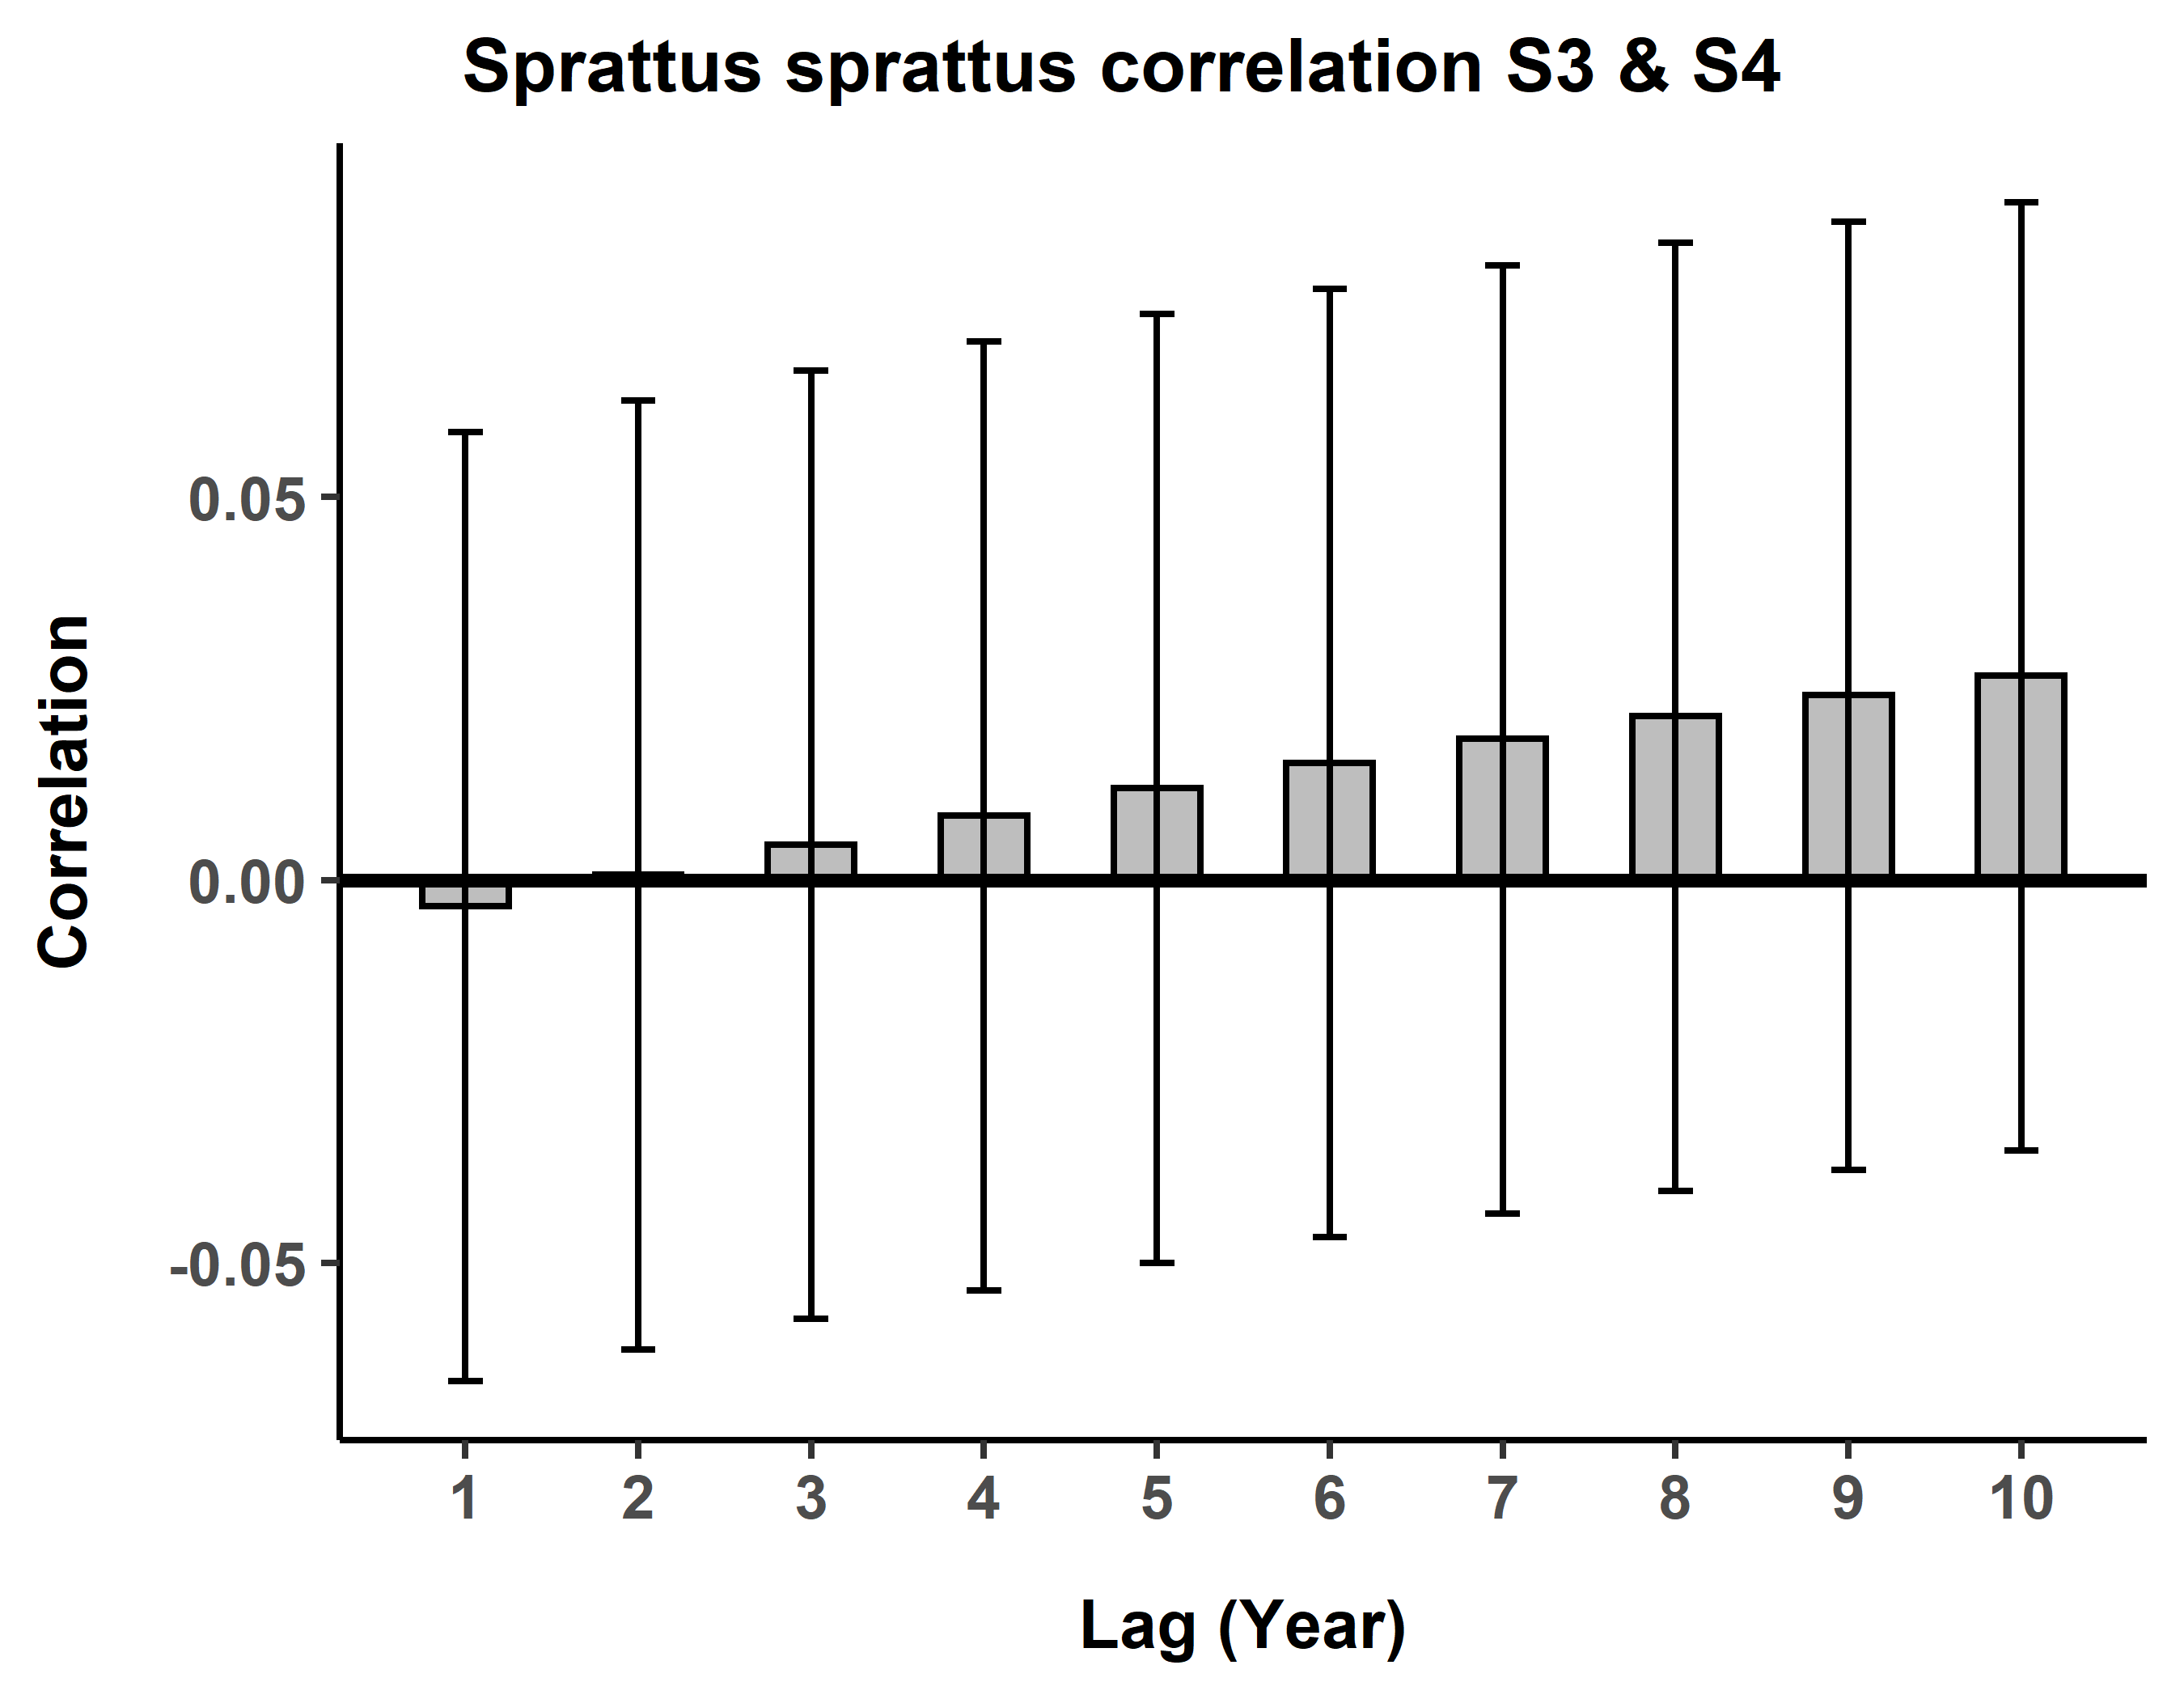 Sprattus sprattus correlation S3 & S4
Correlation
0.05
0.00
-0.05
1 2 3 4 5 6 7 8 9 10
Lag (Year)